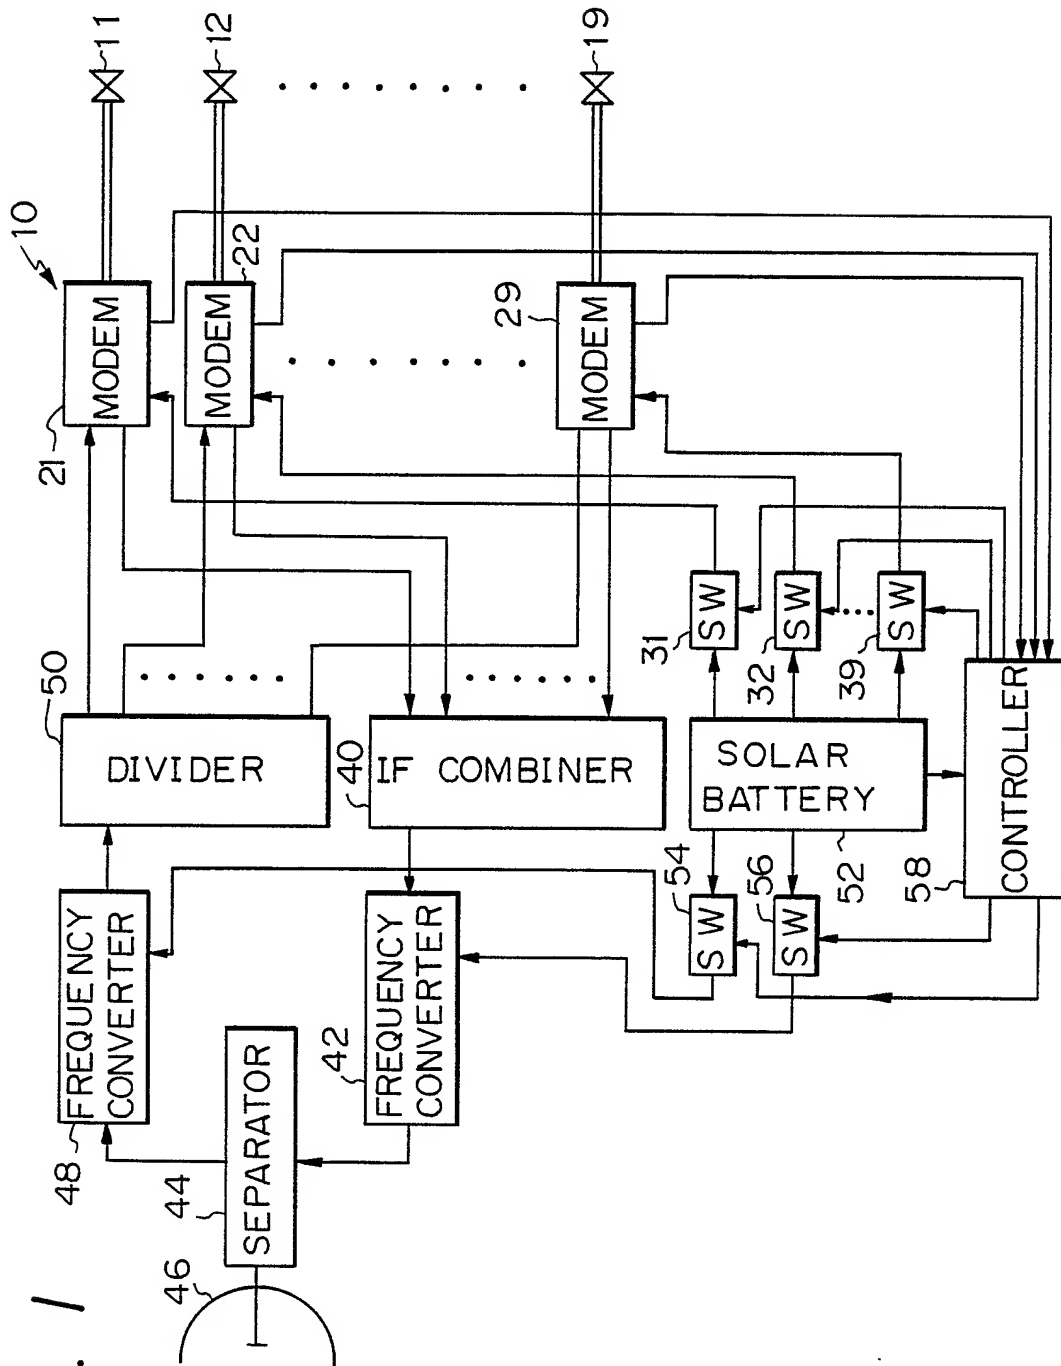 10
11
21
MODEM
12
22
MODEM
19
29
MODEM
50
DIVIDER
40
IF COMBINER
31
SW
32
SW
39
SW
SOLAR
BATTERY
52
54
SW
56
SW
58
CONTROLLER
48
FREQUENCY
CONVERTER
42
FREQUENCY
CONVERTER
44
SEPARATOR
46
. 1